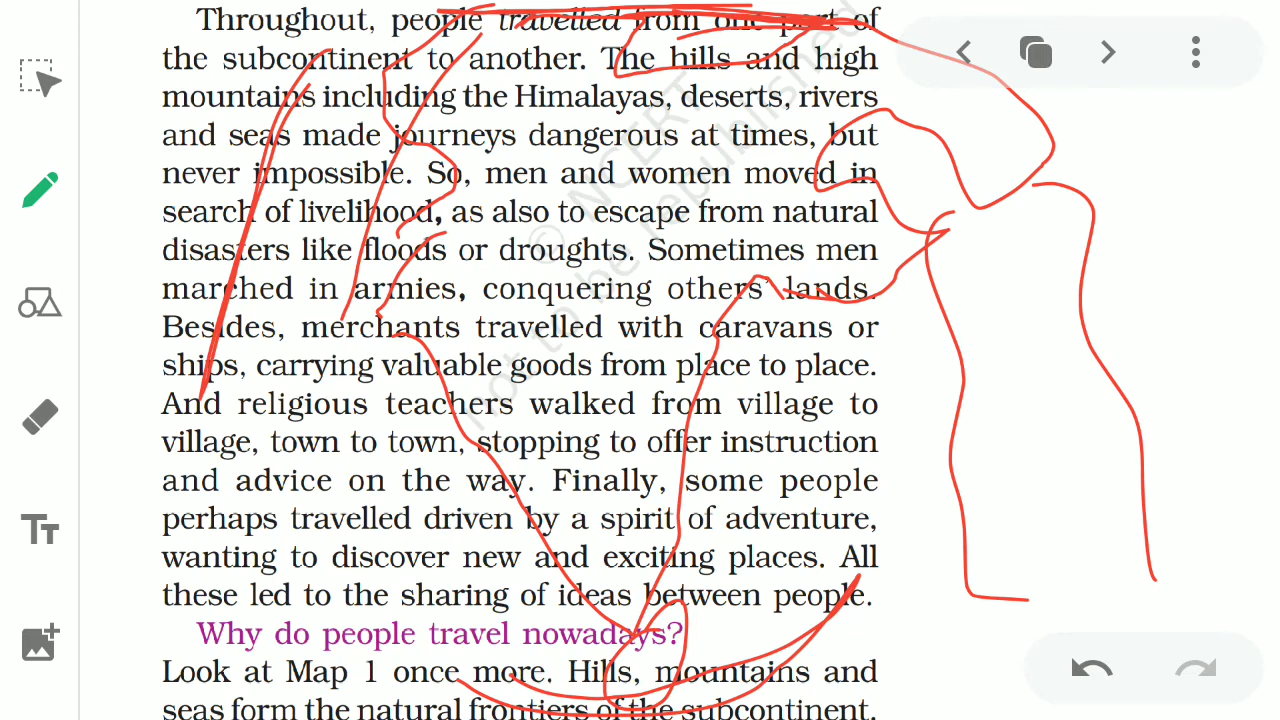 Throughout, people travelled from one part of
the subcontinent to another. The hills and high
mountains including the Himalayas, deserts, rivers
and seas made journeys dangerous at times, but
never impossible. So, men and women moved in
search of livelihood, as also to escape from natural
disasters like floods or droughts. Sometimes men
marched in armies, conquering others' lands.
Besides, merchants travelled with caravans or
ships, carrying valuable goods from place to place.
And religious teachers walked from village to
village, town to town, stopping to offer instruction
and advice on the way. Finally, some people
perhaps travelled driven by a spirit of adventure,
wanting to discover new and exciting places. All
these led to the sharing of ideas between people.
Why do people travel nowadays?
Look at Map 1 once more. Hills, mountains and
seas form the natural frontiers of the subcontinent.
© NCERT
not to be republished
Tт